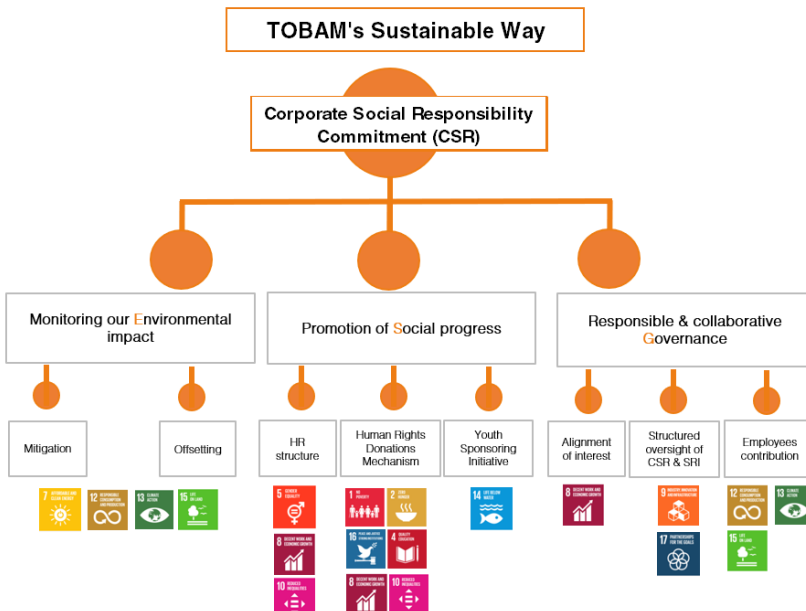 TOBAM's Sustainable Way
Corporate Social Responsibility
Commitment (CSR)
Monitoring our Environmental
impact
Promotion of Social progress
Responsible & collaborative
Governance
Mitigation
Offsetting
HR
structure
Human Rights
Donations
Mechanism
Youth
Sponsoring
Initiative
Alignment
of interest
Structured
oversight of
CSR & SRI
Employees
contribution
7 AFFORDABLE AND
CLEAN ENERGY
12 RESPONSIBLE
CONSUMPTION
AND PRODUCTION
13 CLIMATE
ACTION
15 LIFE
ON LAND
5 GENDER
EQUALITY
8 DECENT WORK AND
ECONOMIC GROWTH
10 REDUCED
INEQUALITIES
1 NO
POVERTY
2 ZERO
HUNGER
16 PEACE AND JUSTICE
4 QUALITY
EDUCATION
8 DECENT WORK AND
ECONOMIC GROWTH
10 REDUCED
INEQUALITIES
14 LIFE BELOW
WATER
8 DECENT WORK AND
ECONOMIC GROWTH
9 INDUSTRY, INNOVATION
AND INFRASTRUCTURE
17 PARTNERSHIPS
FOR THE GOALS
12 RESPONSIBLE
CONSUMPTION
AND PRODUCTION
13 CLIMATE
ACTION
15 LIFE
ON LAND